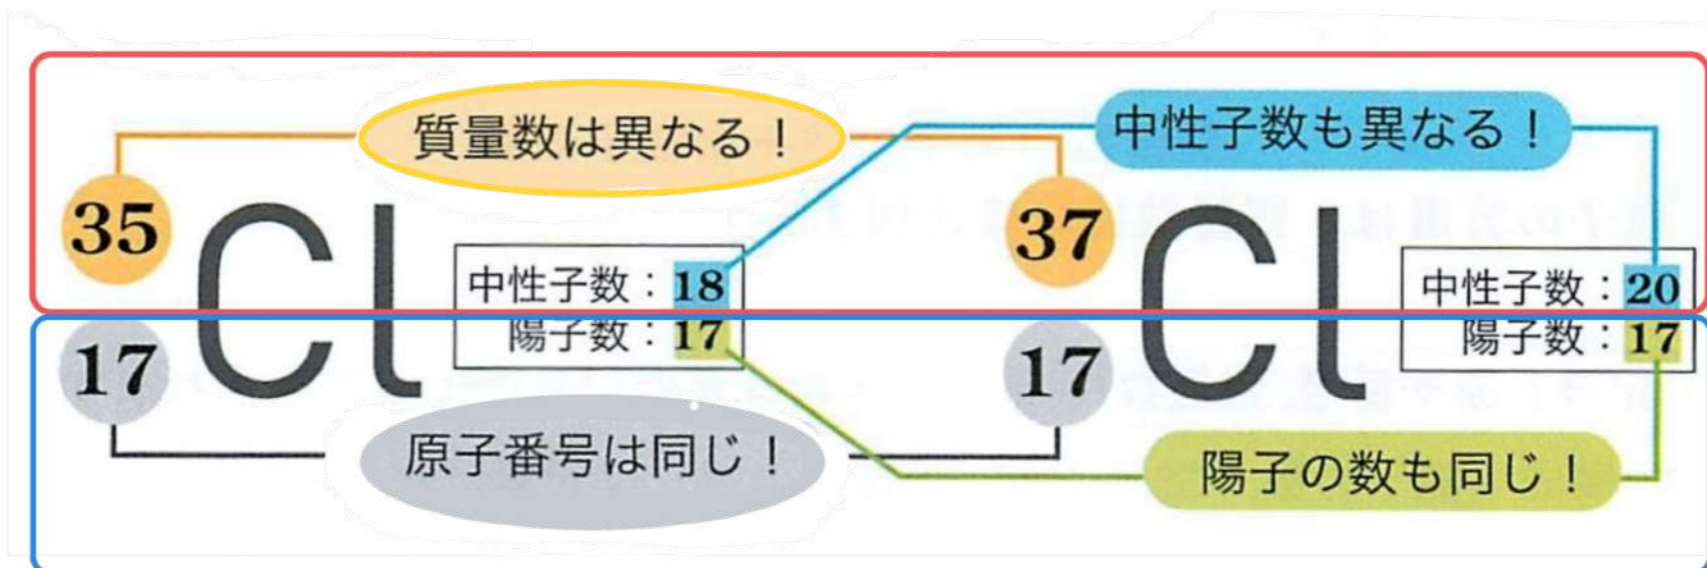 質量数は異なる！
中性子数も異なる！
35
Cl
中性子数：18
陽子数：17
17
37
Cl
中性子数：20
陽子数：17
17
原子番号は同じ！
陽子の数も同じ！